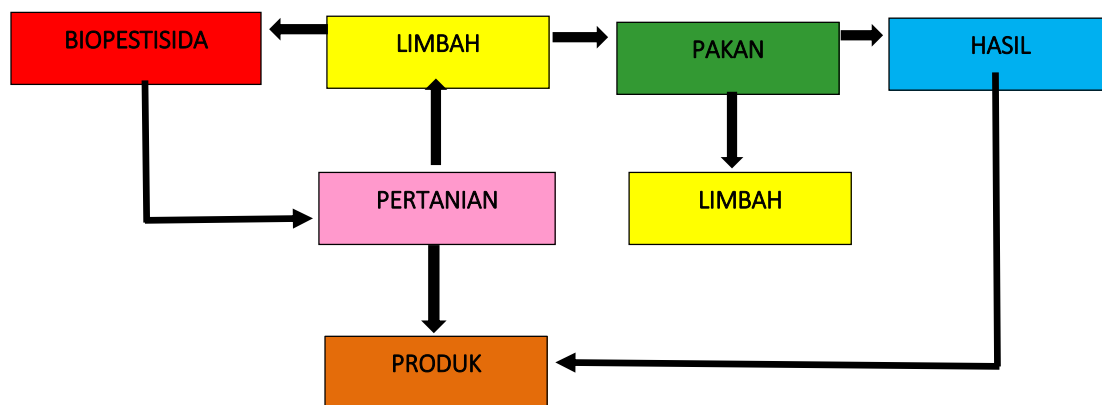 BIOPESTISIDA
LIMBAH
PAKAN
HASIL
PERTANIAN
LIMBAH
PRODUK